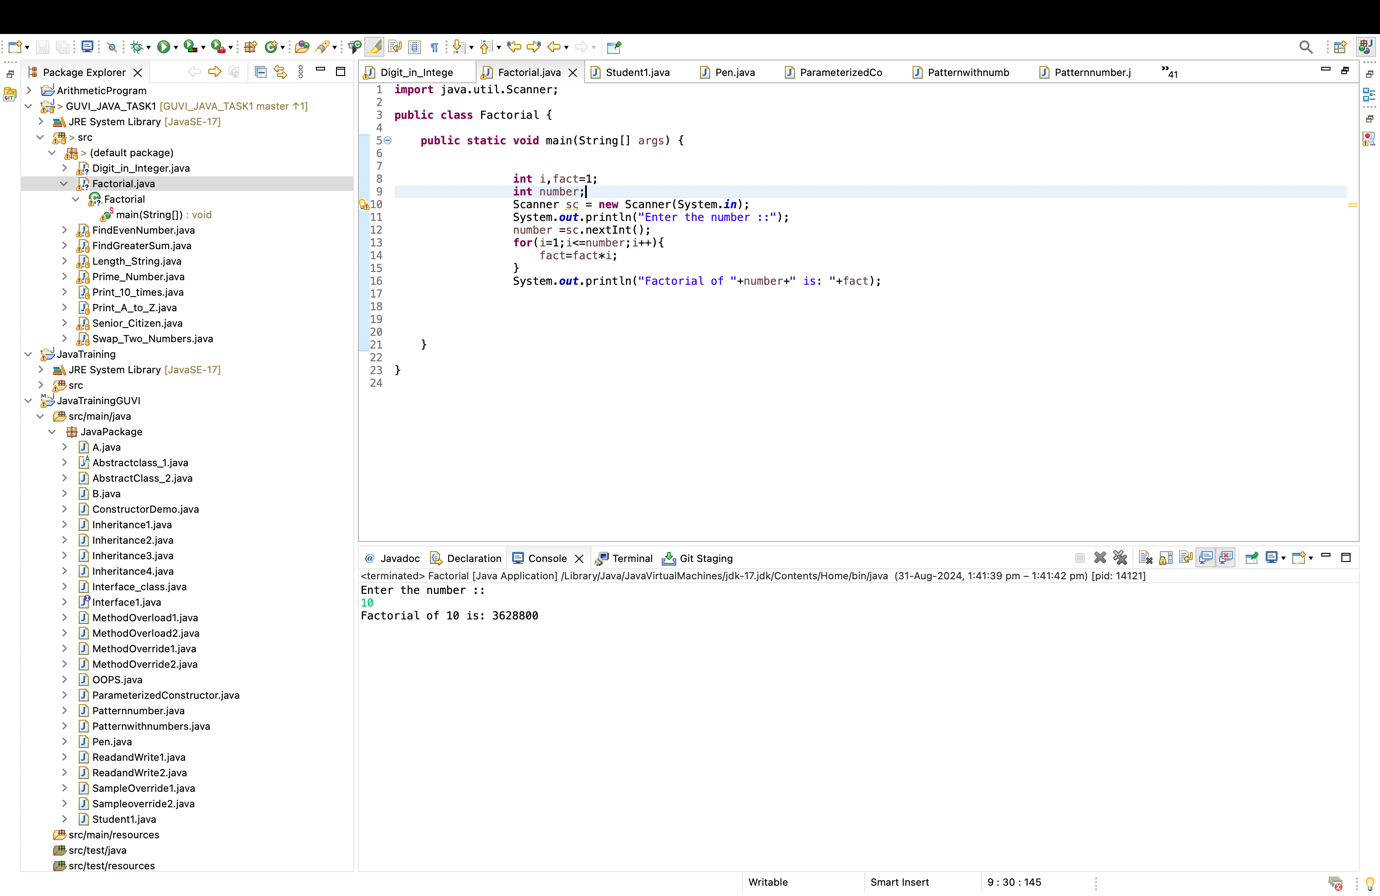 Package Explorer
ArithmeticProgram
> GUVI_JAVA_TASK1 [GUVI_JAVA_TASK1 master ↑1]
JRE System Library [JavaSE-17]
> src
> (default package)
Digit_in_Integer.java
Factorial.java
Factorial
main(String[]) : void
FindEvenNumber.java
FindGreaterSum.java
Length_String.java
Prime_Number.java
Print_10_times.java
Print_A_to_Z.java
Senior_Citizen.java
Swap_Two_Numbers.java
JavaTraining
JRE System Library [JavaSE-17]
src
JavaTrainingGUVI
src/main/java
JavaPackage
A.java
Abstractclass_1.java
AbstractClass_2.java
B.java
ConstructorDemo.java
Inheritance1.java
Inheritance2.java
Inheritance3.java
Inheritance4.java
Interface_class.java
Interface1.java
MethodOverload1.java
MethodOverload2.java
MethodOverride1.java
MethodOverride2.java
OOPS.java
ParameterizedConstructor.java
Patternnumber.java
Patternwithnumbers.java
Pen.java
ReadandWrite1.java
ReadandWrite2.java
SampleOverride1.java
Sampleoverride2.java
Student1.java
src/main/resources
src/test/java
src/test/resources
Digit_in_Intege Factorial.java Student1.java Pen.java ParameterizedCo Patternwithnumb Patternnumber.j »41
1 import java.util.Scanner;
2
3 public class Factorial {
4
5 public static void main(String[] args) {
6
7
8 int i,fact=1;
9 int number;
10 Scanner sc = new Scanner(System.in);
11 System.out.println("Enter the number ::");
12 number =sc.nextInt();
13 for(i=1;i<=number;i++){
14 fact=fact*i;
15 }
16 System.out.println("Factorial of "+number+" is: "+fact);
17
18
19
20
21 }
22
23 }
24
@ Javadoc Declaration Console Terminal Git Staging
<terminated> Factorial [Java Application] /Library/Java/JavaVirtualMachines/jdk-17.jdk/Contents/Home/bin/java (31-Aug-2024, 1:41:39 pm – 1:41:42 pm) [pid: 14121]
Enter the number ::
10
Factorial of 10 is: 3628800
Writable Smart Insert 9 : 30 : 145